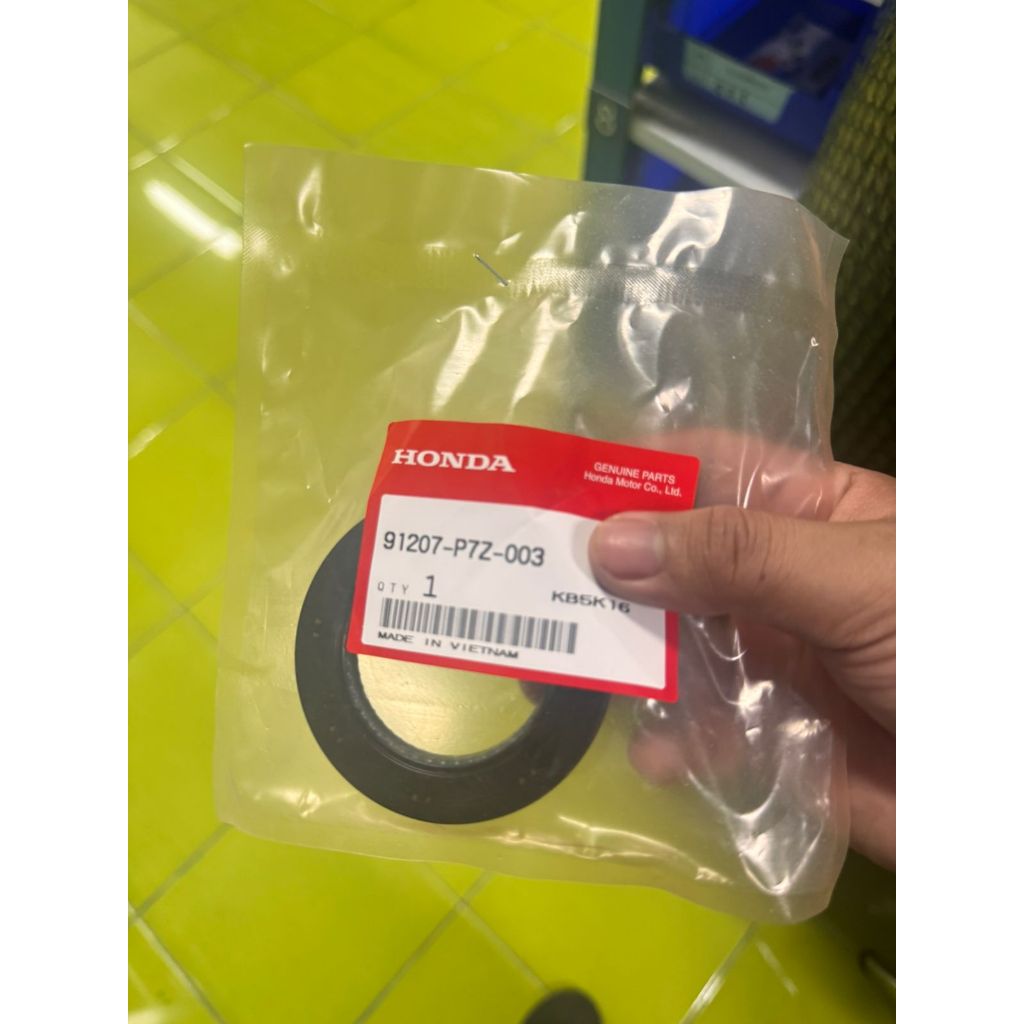 HONDA
GENUINE PARTS
Honda Motor Co., Ltd.
91207-P7Z-003
QTY 1
KB5K16
MADE IN VIETNAM